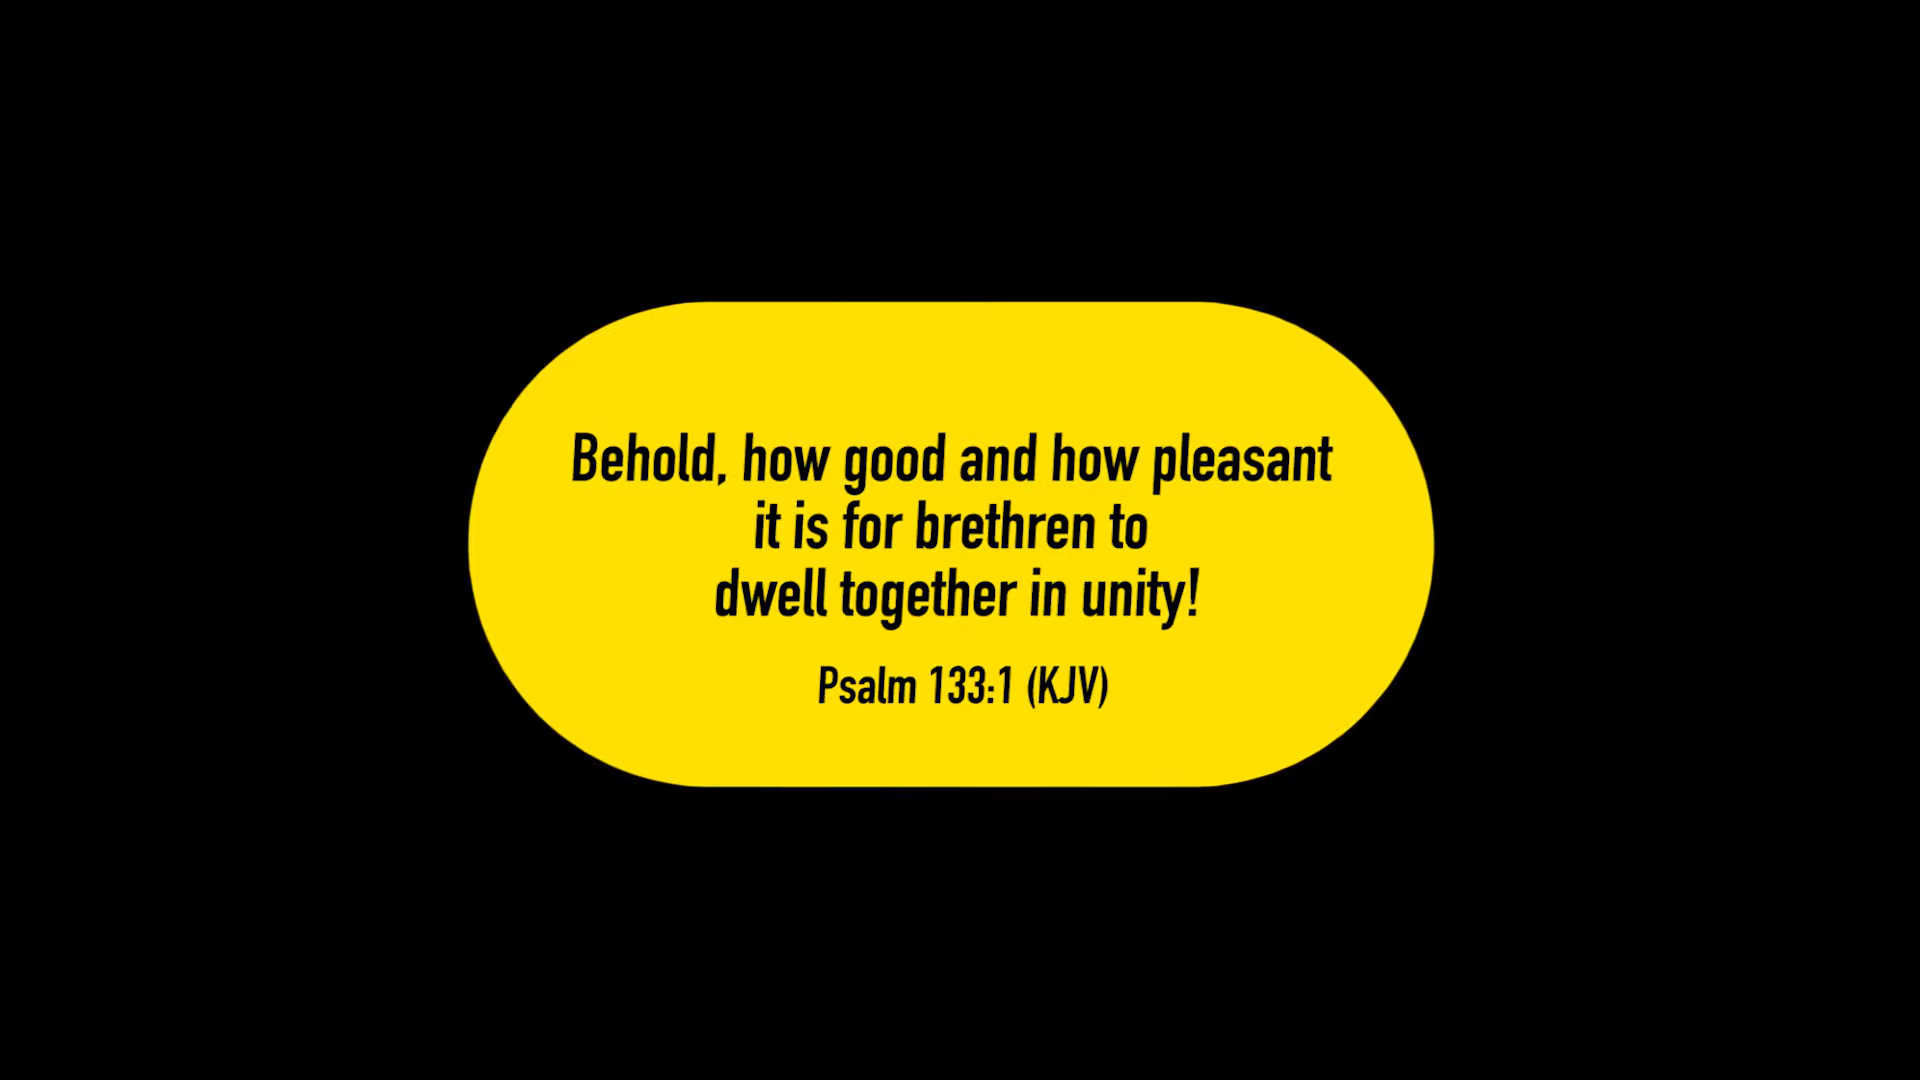 Behold, how good and how pleasant
it is for brethren to
dwell together in unity!
Psalm 133:1 (KJV)